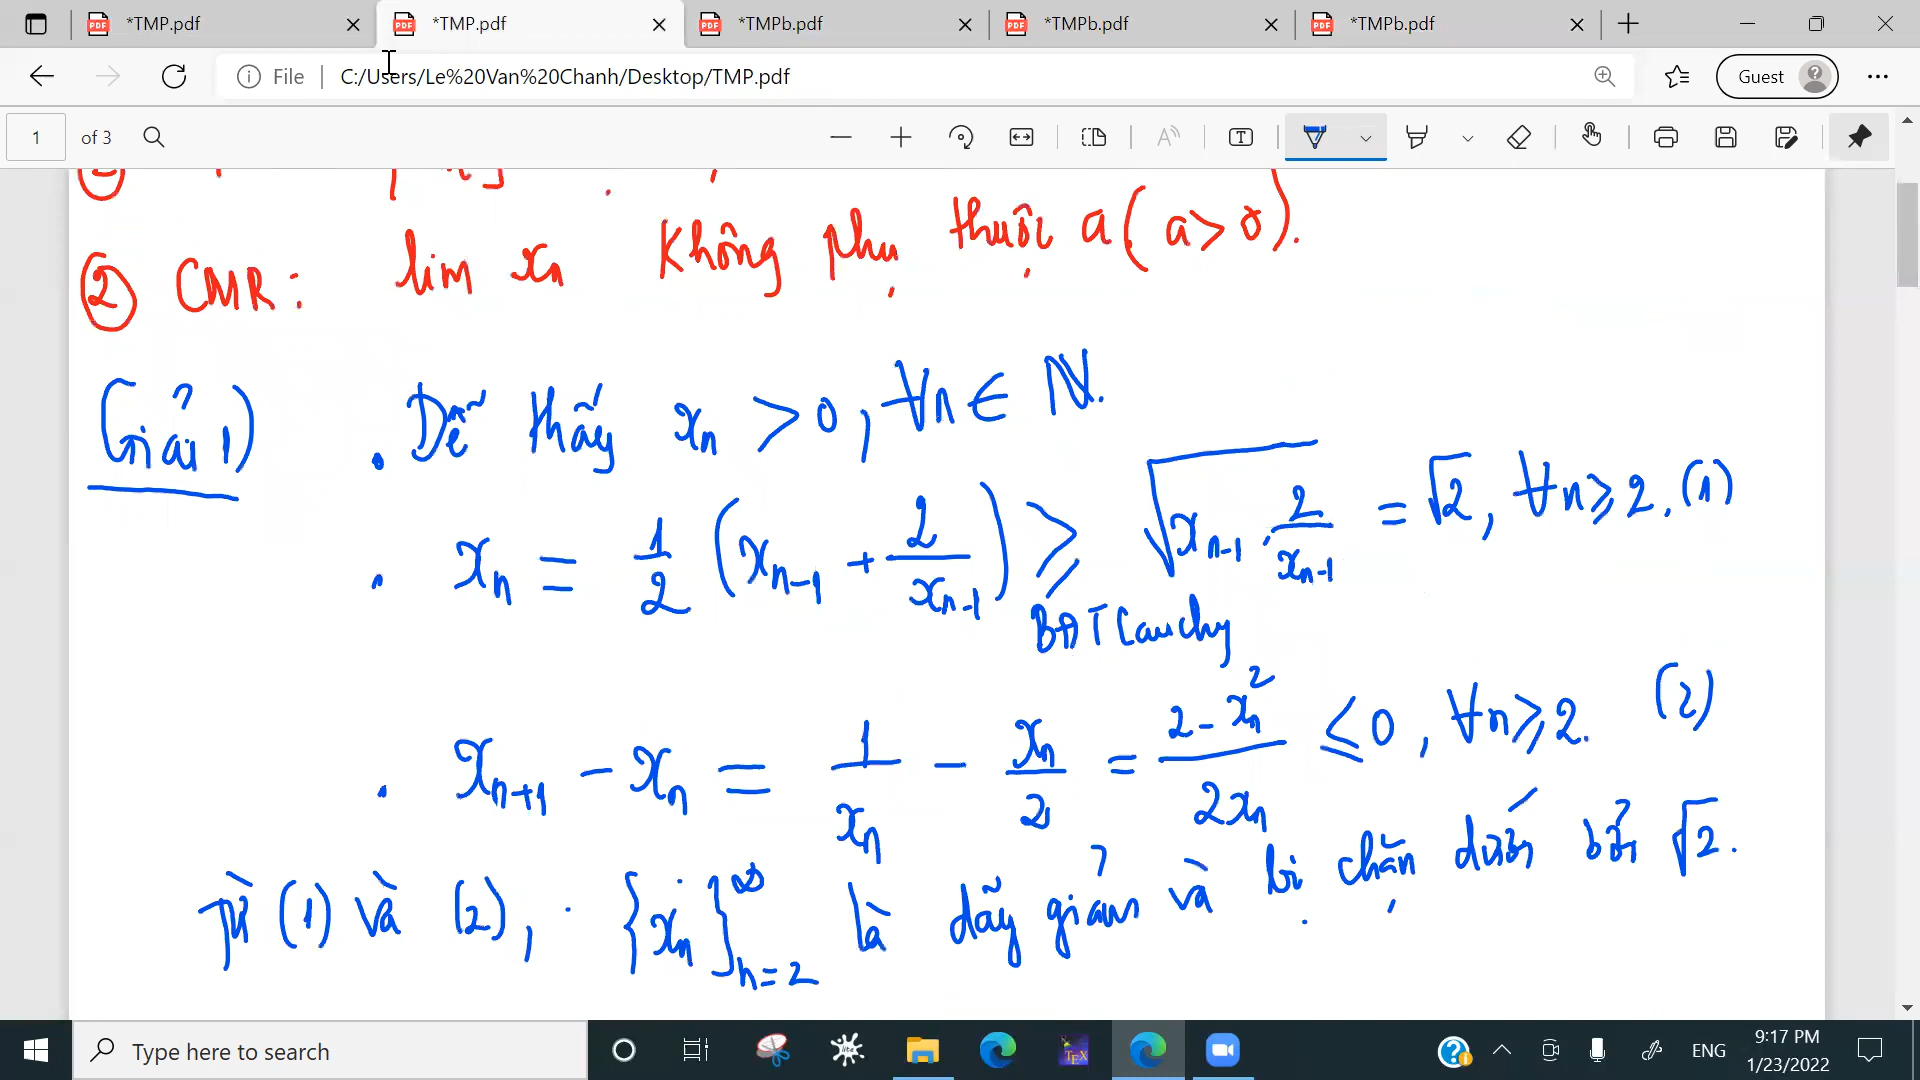 *TMP.pdf *TMP.pdf *TMPb.pdf *TMPb.pdf *TMPb.pdf
File C:/Users/Le%20Van%20Chanh/Desktop/TMP.pdf Guest
1 of 3
② CMR: lim xₙ không phụ thuộc a (a > 0).
Giải 1) . Dễ thấy xₙ > 0, ∀n ∈ ℕ.
. xₙ = 1/2 (xₙ₋₁ + 2/xₙ₋₁) ⩾ √(xₙ₋₁ . 2/xₙ₋₁) = √2, ∀n ⩾ 2. (1)
BĐT Cauchy
. xₙ₊₁ − xₙ = 1/xₙ − xₙ/2 = (2 − xₙ²)/(2xₙ) ≤ 0, ∀n ⩾ 2. (2)
Từ (1) và (2), {xₙ}ₙ₌₂^∞ là dãy giảm và bị chặn dưới bởi √2.
Type here to search
TEX
ENG
9:17 PM
1/23/2022